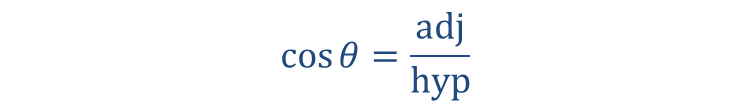 cos θ = adj/hyp